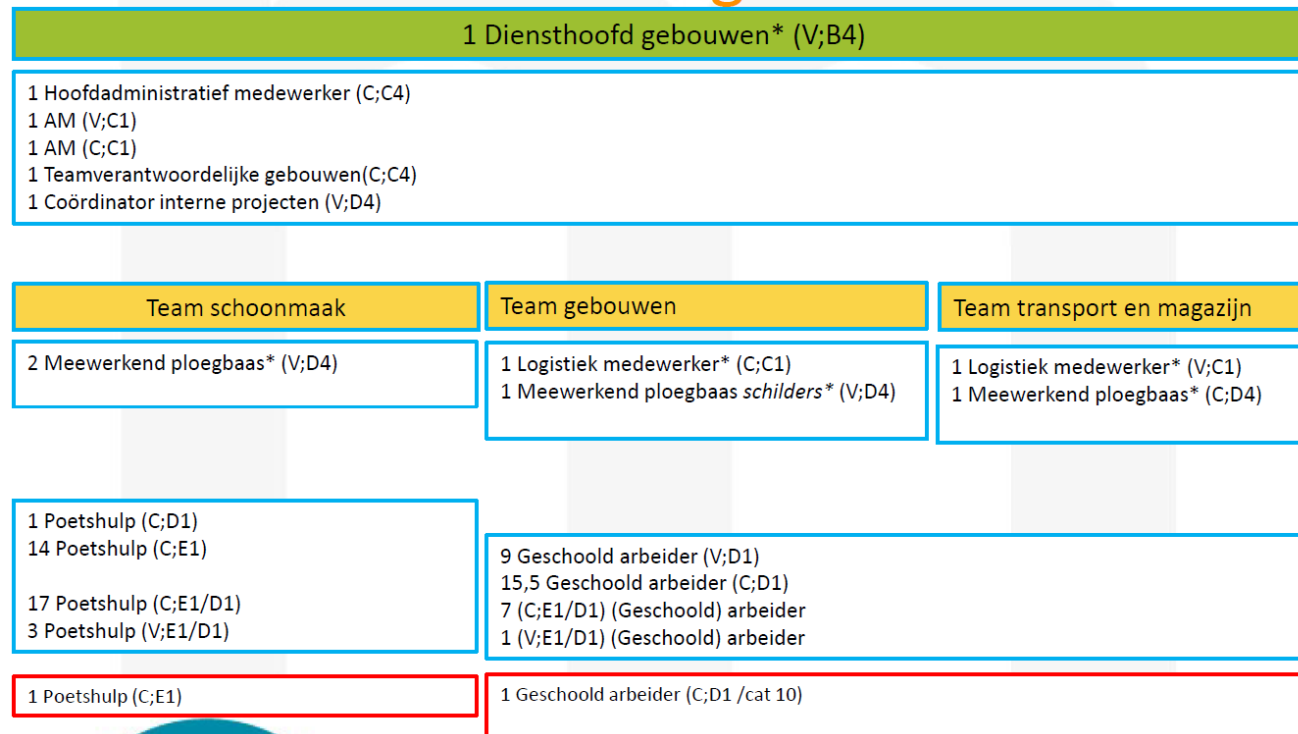 1 Diensthoofd gebouwen* (V;B4)
1 Hoofdadministratief medewerker (C;C4)
1 AM (V;C1)
1 AM (C;C1)
1 Teamverantwoordelijke gebouwen(C;C4)
1 Coördinator interne projecten (V;D4)
Team schoonmaak
2 Meewerkend ploegbaas* (V;D4)
Team gebouwen
1 Logistiek medewerker* (C;C1)
1 Meewerkend ploegbaas schilders* (V;D4)
Team transport en magazijn
1 Logistiek medewerker* (V;C1)
1 Meewerkend ploegbaas* (C;D4)
1 Poetshulp (C;D1)
14 Poetshulp (C;E1)
17 Poetshulp (C;E1/D1)
3 Poetshulp (V;E1/D1)
9 Geschoold arbeider (V;D1)
15,5 Geschoold arbeider (C;D1)
7 (C;E1/D1) (Geschoold) arbeider
1 (V;E1/D1) (Geschoold) arbeider
1 Poetshulp (C;E1)
1 Geschoold arbeider (C;D1 /cat 10)